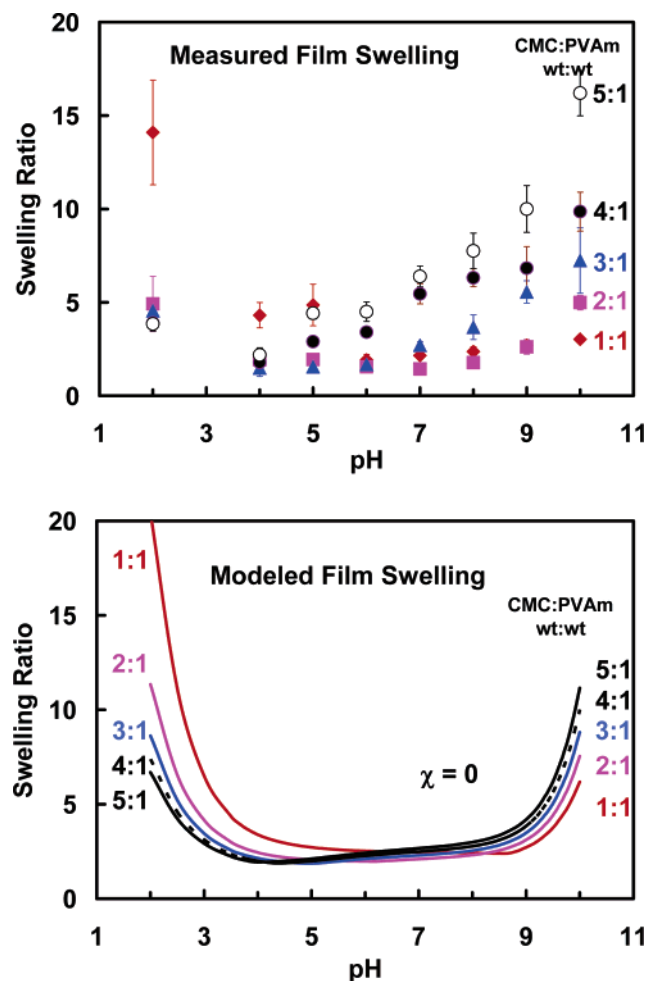 20
Measured Film Swelling
CMC:PVAm
wt:wt
5:1
15
Swelling Ratio
10
4:1
3:1
5
2:1
1:1
0
1 3 5 7 9 11
pH
20
1:1
Modeled Film Swelling
CMC:PVAm
wt:wt
15
Swelling Ratio
2:1
5:1
4:1
10
3:1
3:1
4:1
χ = 0
2:1
5:1
1:1
5
0
1 3 5 7 9 11
pH